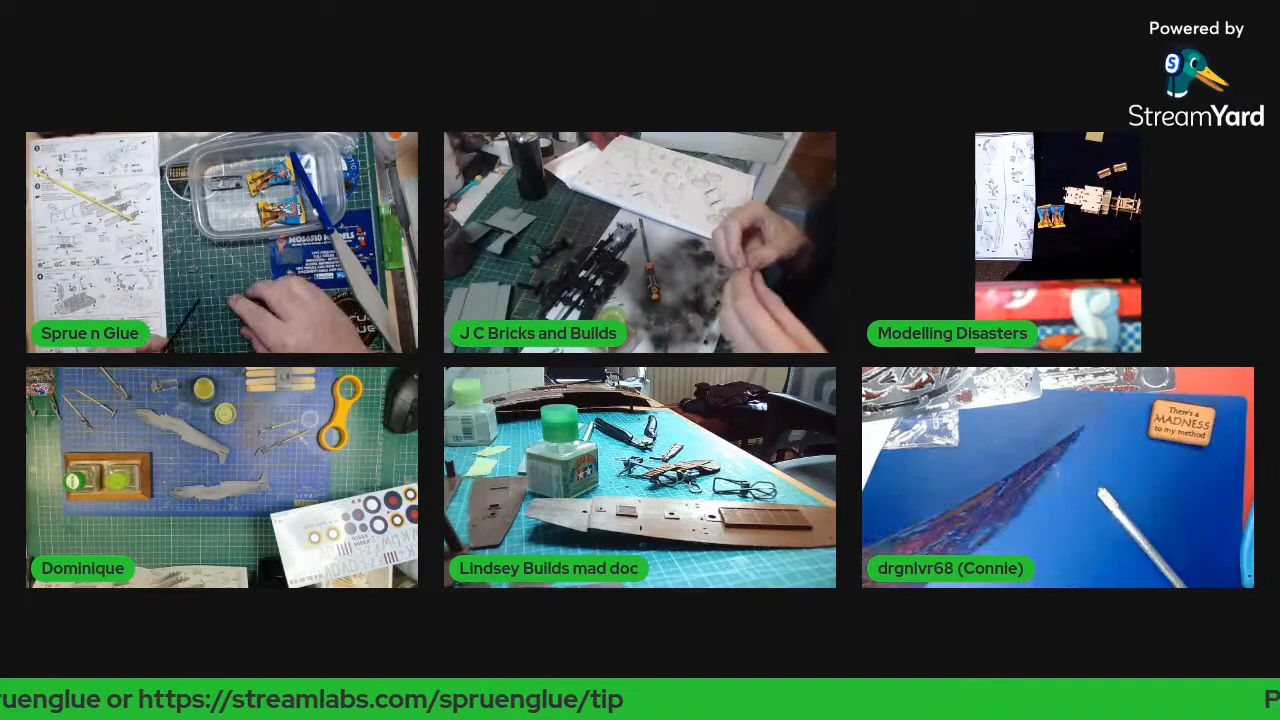 Powered by
StreamYard
Sprue n Glue
J C Bricks and Builds
Modelling Disasters
There's a
MADNESS
to my method
Dominique
Lindsey Builds mad doc
drgnlvr68 (Connie)
ruenglue or https://streamlabs.com/spruenglue/tip
P